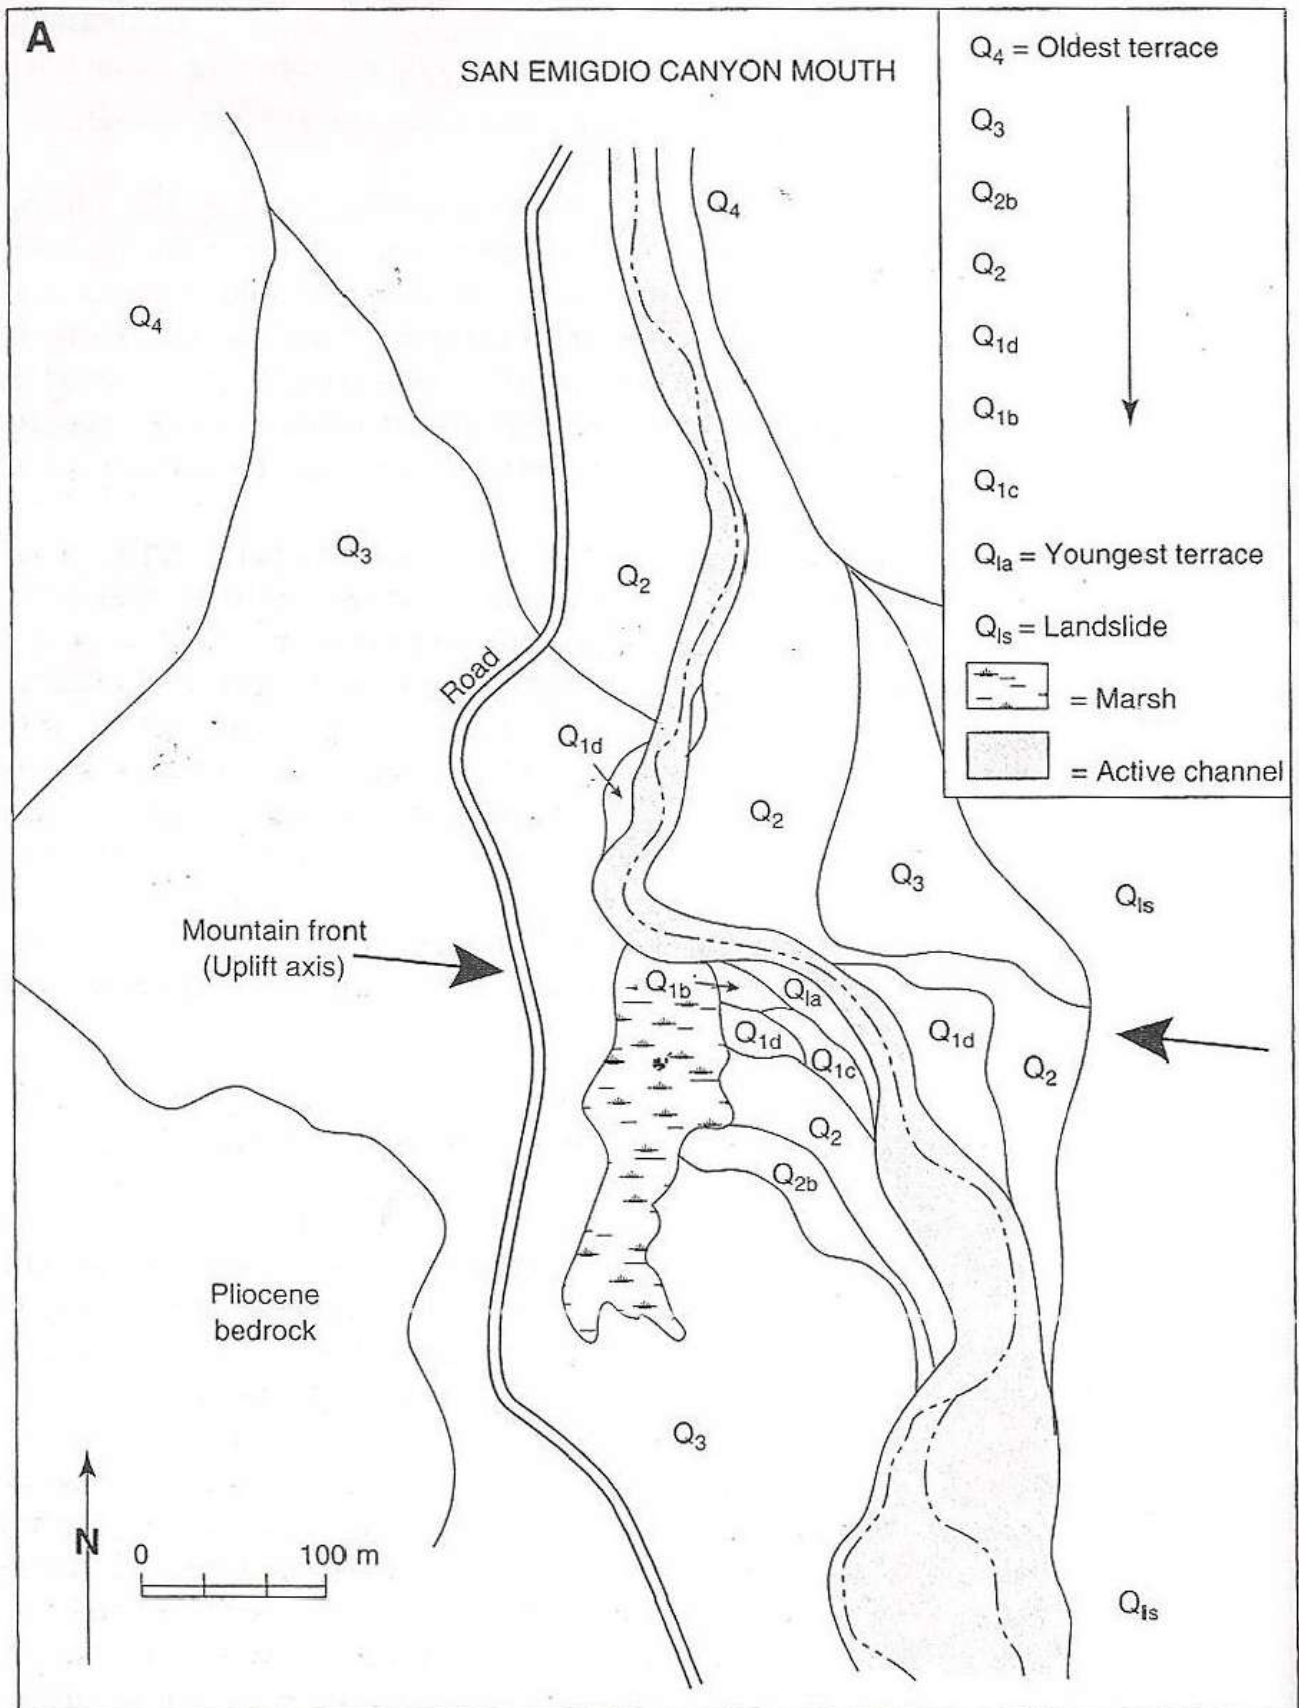 A
SAN EMIGDIO CANYON MOUTH
Q4 = Oldest terrace
Q3
Q2b
Q2
Q1d
Q1b
Q1c
Qla = Youngest terrace
Qls = Landslide
= Marsh
= Active channel
Q4
Q4
Q3
Q2
Road
Q1d
Q2
Q3
Qls
Mountain front
(Uplift axis)
Q1b
Qla
Q1d
Q1c
Q1d
Q2
Q2
Q2b
Pliocene
bedrock
Q3
N
0 100 m
Qls